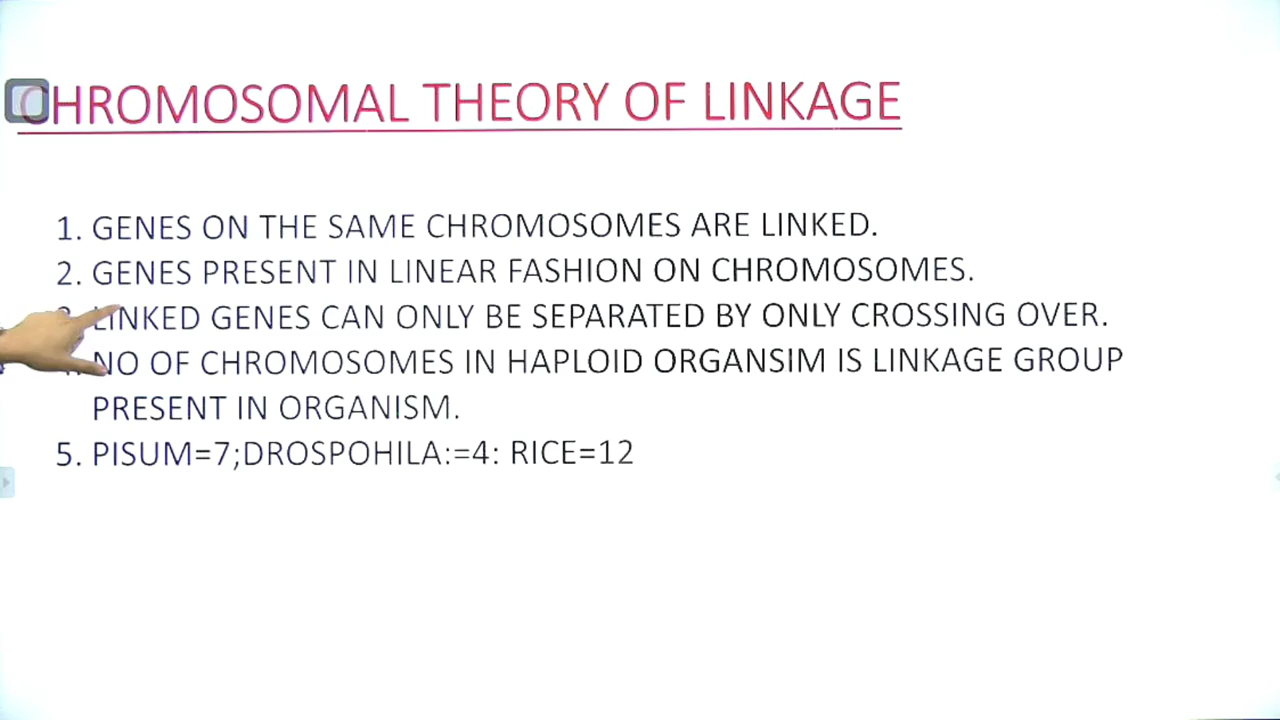 CHROMOSOMAL THEORY OF LINKAGE
1. GENES ON THE SAME CHROMOSOMES ARE LINKED.
2. GENES PRESENT IN LINEAR FASHION ON CHROMOSOMES.
LINKED GENES CAN ONLY BE SEPARATED BY ONLY CROSSING OVER.
NO OF CHROMOSOMES IN HAPLOID ORGANSIM IS LINKAGE GROUP
PRESENT IN ORGANISM.
5. PISUM=7;DROSPOHILA:=4: RICE=12